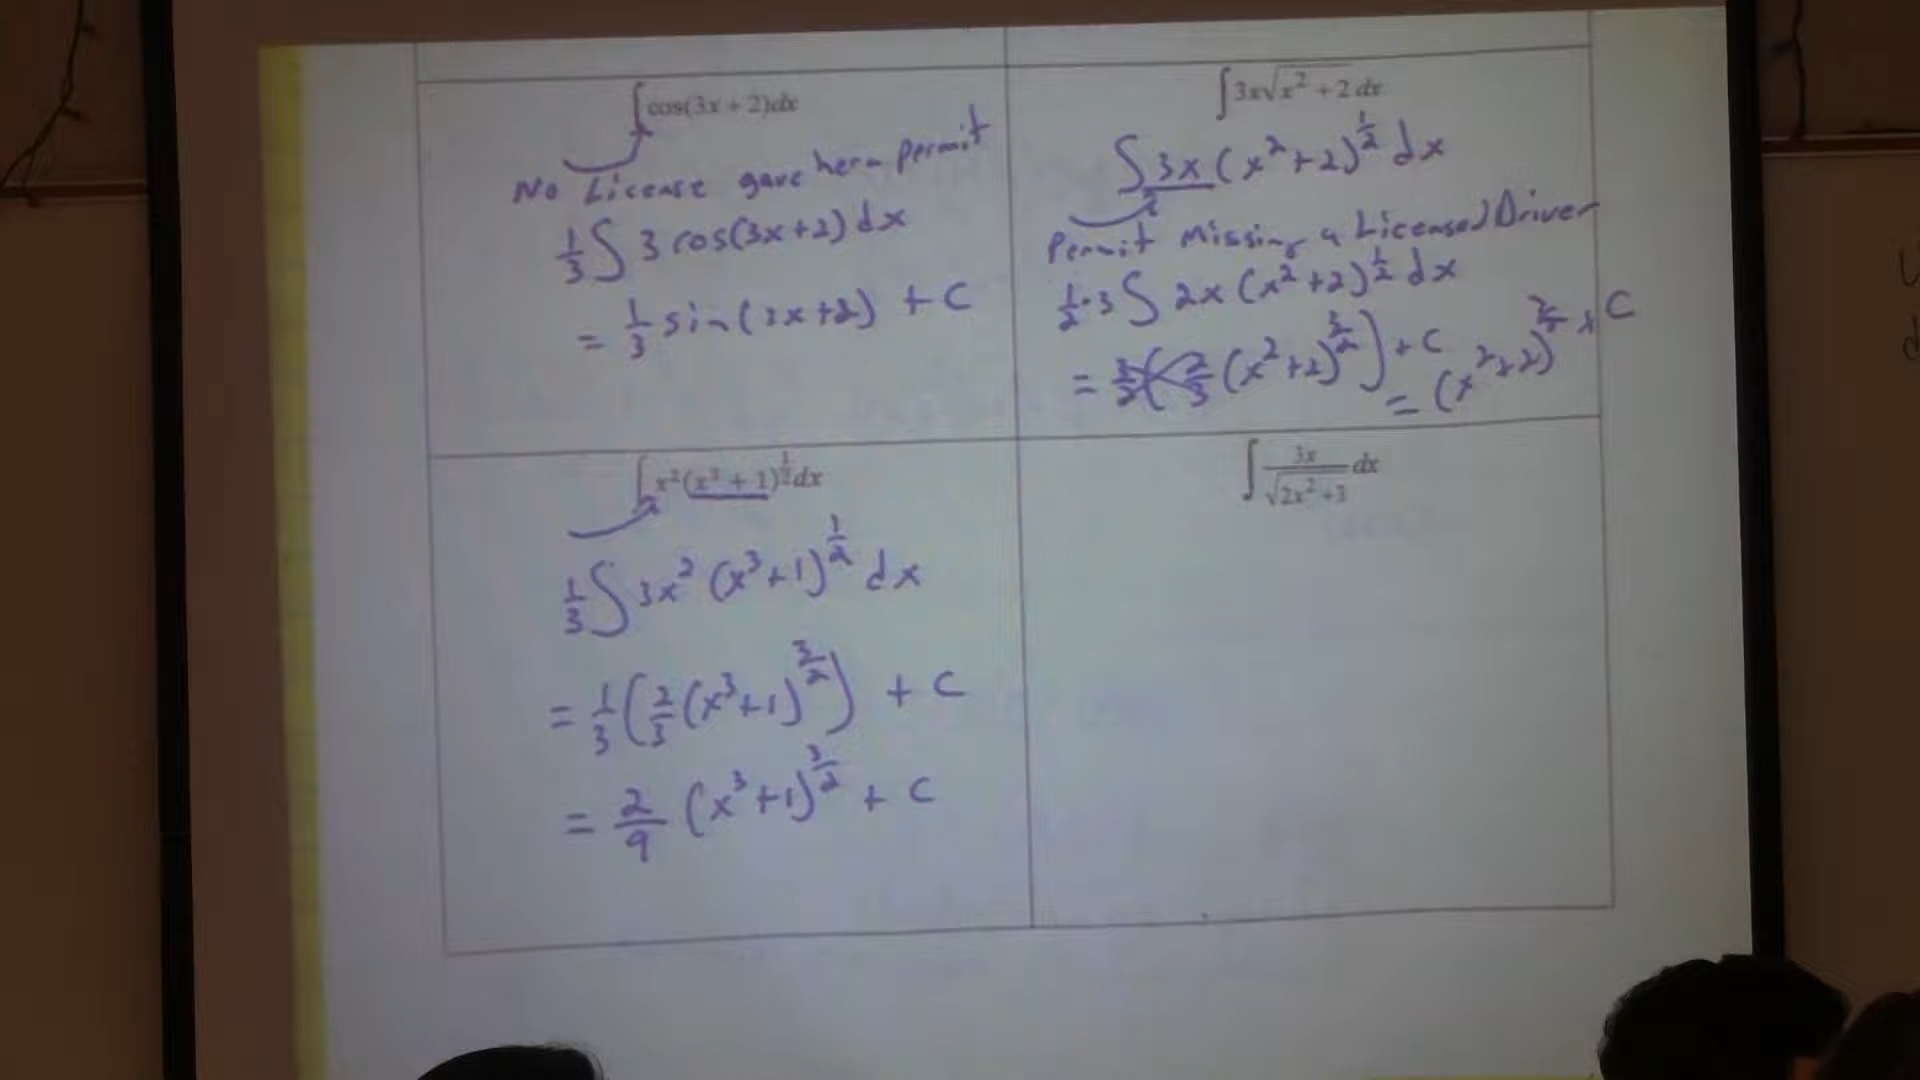 ∫cos(3x + 2)dx
No License gave her a permit
1/3 ∫ 3 cos(3x+2) dx
= 1/3 sin(3x+2) + C
∫3x√(x² + 2) dx
∫ 3x (x²+2)^(1/2) dx
Permit Missing a Licensed Driver
1/2·3 ∫ 2x (x²+2)^(1/2) dx
= 3/2 (2/3 (x²+2)^(3/2)) + C
= (x²+2)^(3/2) + C
∫x²(x³ + 1)^(1/2) dx
1/3 ∫ 3x² (x³+1)^(1/2) dx
= 1/3 (2/3 (x³+1)^(3/2)) + C
= 2/9 (x³+1)^(3/2) + C
∫ 3x/√(2x² + 3) dx